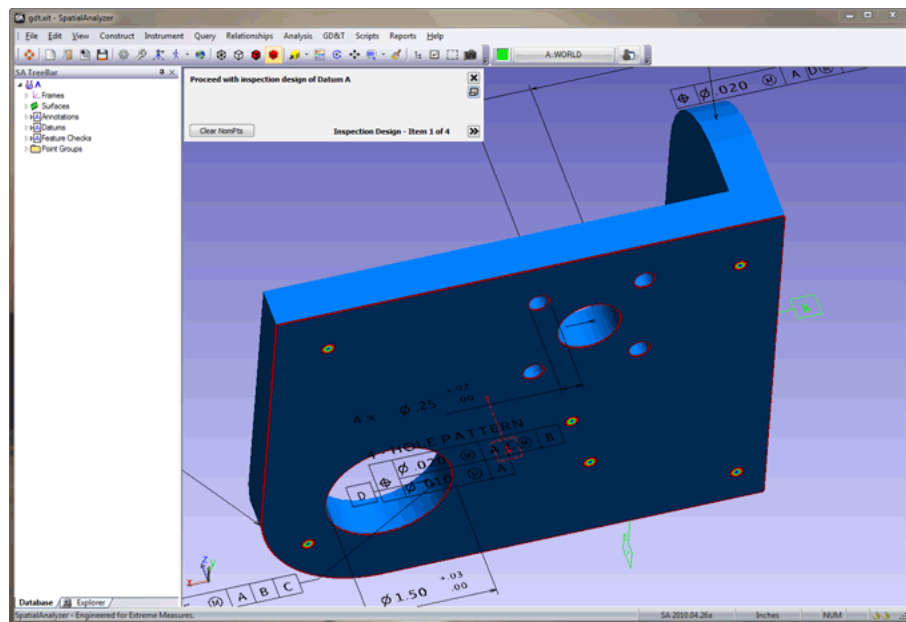 gdt.xit - SpatialAnalyzer
File Edit View Construct Instrument Query Relationships Analysis GD&T Scripts Reports Help
A::WORLD
SA TreeBar
A
Frames
Surfaces
Annotations
Datums
Feature Checks
Point Groups
Proceed with inspection design of Datum A
Clear NomPts
Inspection Design - Item 1 of 4
Ø.020 Ⓜ A D
4 x Ø.25 +.02 .00
4 - HOLE PATTERN
Ø.020 Ⓜ A Ⓜ B
D
Ø.010 Ⓜ A
Ⓜ A B C
Ø1.50 +.03 .00
Z
Y
X
Database Explorer
SpatialAnalyzer - Engineered for Extreme Measures.
SA 2010.04.26a
Inches
NUM